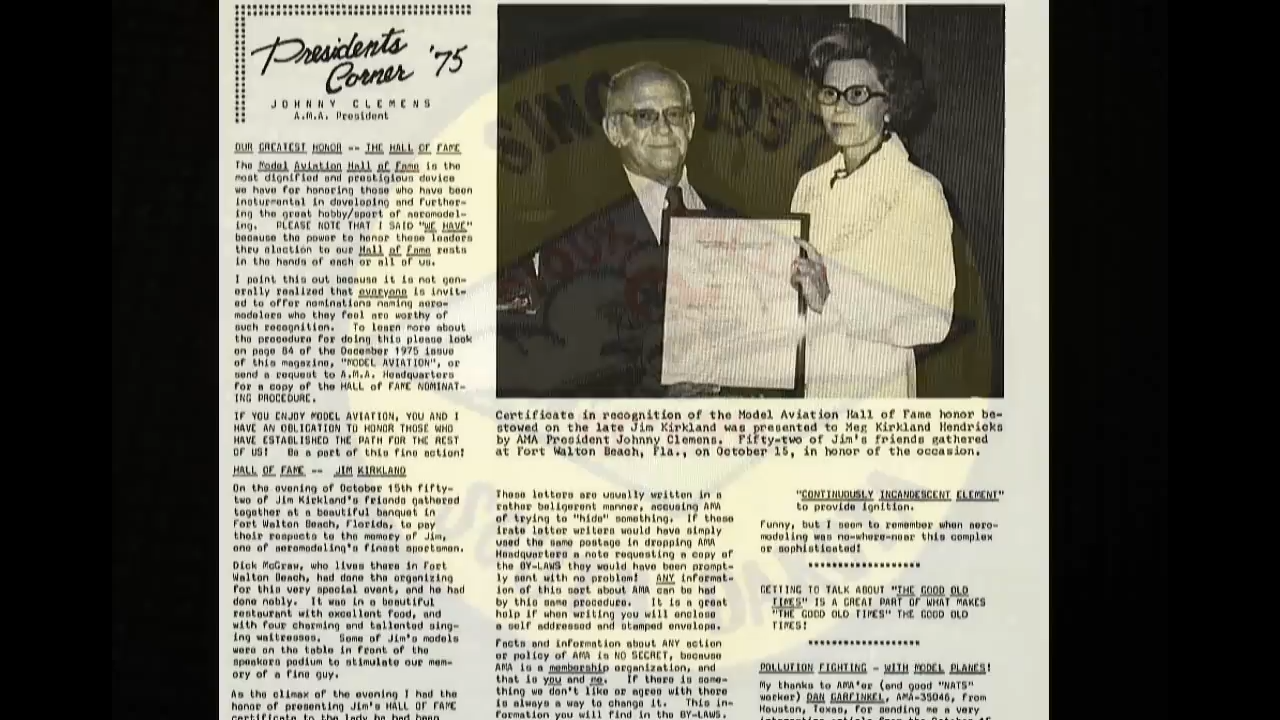 Presidents
Corner '75
JOHNNY CLEMENS
A.M.A. President
OUR GREATEST HONOR -- THE HALL OF FAME
The Model Aviation Hall of Fame is the
most dignified and prestigious device
we have for honoring those who have been
insturmental in developing and further-
ing the great hobby/sport of aeromodel-
ing. PLEASE NOTE THAT I SAID "WE HAVE"
because the power to honor these leaders
thru election to our Hall of Fame rests
in the hands of each or all of us.
I point this out because it is not gen-
erally realized that everyone is invit-
ed to offer nominations naming aero-
modelers who they feel are worthy of
such recognition. To learn more about
the procedure for doing this please look
on page 84 of the December 1975 issue
of this magazine, "MODEL AVIATION", or
send a request to A.M.A. Headquarters
for a copy of the HALL of FAME NOMINAT-
ING PROCEDURE.
IF YOU ENJOY MODEL AVIATION, YOU AND I
HAVE AN OBLIGATION TO HONOR THOSE WHO
HAVE ESTABLISHED THE PATH FOR THE REST
OF US! Be a part of this fine action!
HALL OF FAME -- JIM KIRKLAND
On the evening of October 15th fifty-
two of Jim Kirkland's friends gathered
together at a beautiful banquet in
Fort Walton Beach, Florida, to pay
their respects to the memory of Jim,
one of aeromodeling's finest sportsmen.
Dick McGraw, who lives there in Fort
Walton Beach, had done the organizing
for this very special event, and he had
done nobly. It was in a beautiful
restaurant with excellent food, and
with four charming and tallented sing-
ing waitresses. Some of Jim's models
were on the table in front of the
speakers podium to stimulate our mem-
ory of a fine guy.
As the climax of the evening I had the
honor of presenting Jim's HALL OF FAME
certificate to the lady he had been
Certificate in recognition of the Model Aviation Hall of Fame honor be-
stowed on the late Jim Kirkland was presented to Meg Kirkland Hendricks
by AMA President Johnny Clemens. Fifty-two of Jim's friends gathered
at Fort Walton Beach, Fla., on October 15, in honor of the occasion.
These letters are usually written in a
rather beligerent manner, accusing AMA
of trying to "hide" something. If these
irate letter writers would have simply
used the same postage in dropping AMA
Headquarters a note requesting a copy of
the BY-LAWS they would have been prompt-
ly sent with no problem! ANY informat-
ion of this sort about AMA can be had
by this same procedure. It is a great
help if when writing you will enclose
a self addressed and stamped envelope.
Facts and information about ANY action
or policy of AMA is NO SECRET, because
AMA is a membership organization, and
that is you and me. If there is some-
thing we don't like or agree with there
is always a way to change it. This in-
formation you will find in the BY-LAWS.
"CONTINUOUSLY INCANDESCENT ELEMENT"
to provide ignition.
Funny, but I seem to remember when aero-
modeling was no-where-near this complex
or sophisticated!
********************
GETTING TO TALK ABOUT "THE GOOD OLD
TIMES" IS A GREAT PART OF WHAT MAKES
"THE GOOD OLD TIMES" THE GOOD OLD
TIMES!
********************
POLLUTION FIGHTING - WITH MODEL PLANES!
My thanks to AMA'er (and good "NATS"
worker) DAN GARFINKEL, AMA-35046, from
Houston, Texas, for sending me a very
interesting article from the October 15
SINCE